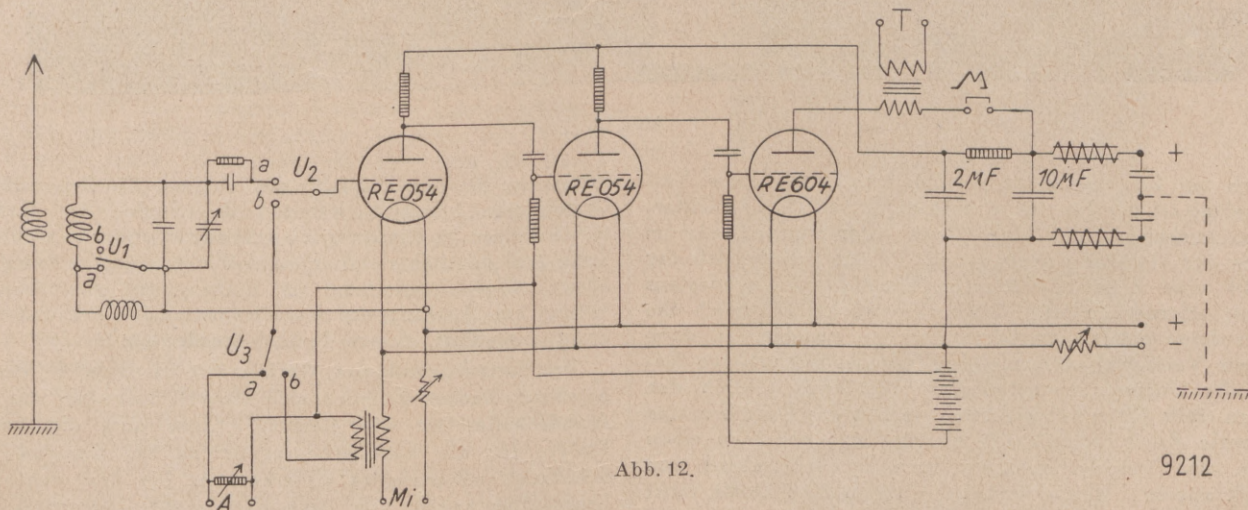 T
M
a
U2
b
RE054
RE054
RE604
2MF
10MF
+
-
b
U1
a
+
-
U3
a
b
A
Mi
Abb. 12.
9212